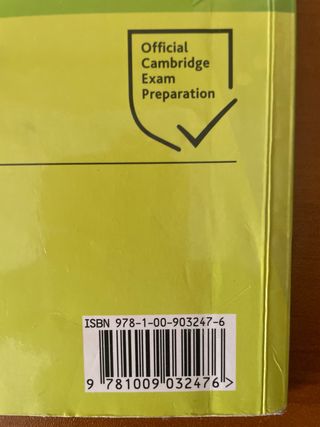 Official
Cambridge
Exam
Preparation
ISBN 978-1-00-903247-6
9 781009 032476>